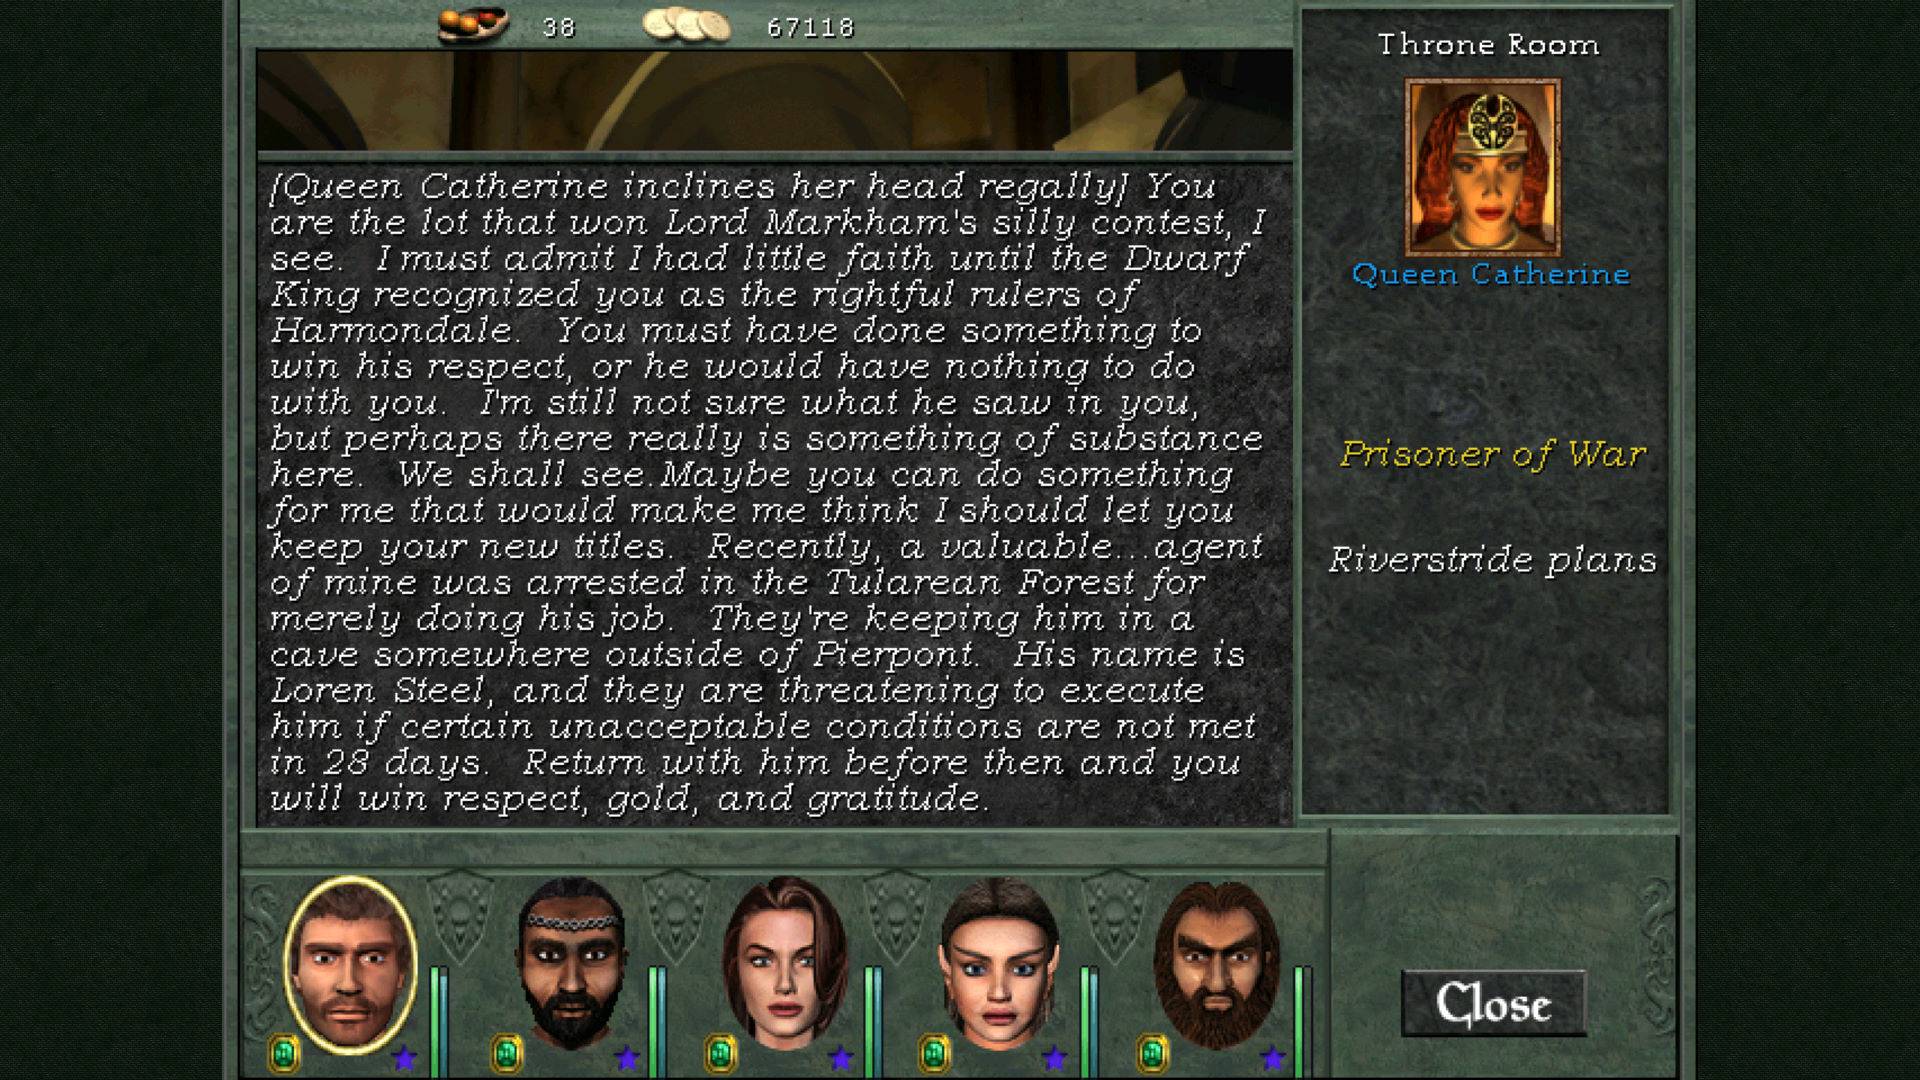 38 67118
Throne Room
Queen Catherine
Prisoner of War
Riverstride plans
[Queen Catherine inclines her head regally] You
are the lot that won Lord Markham's silly contest, I
see.  I must admit I had little faith until the Dwarf
King recognized you as the rightful rulers of
Harmondale.  You must have done something to
win his respect, or he would have nothing to do
with you.  I'm still not sure what he saw in you,
but perhaps there really is something of substance
here.  We shall see.Maybe you can do something
for me that would make me think I should let you
keep your new titles.  Recently, a valuable...agent
of mine was arrested in the Tularean Forest for
merely doing his job.  They're keeping him in a
cave somewhere outside of Pierpont.  His name is
Loren Steel, and they are threatening to execute
him if certain unacceptable conditions are not met
in 28 days.  Return with him before then and you
will win respect, gold, and gratitude.
Close